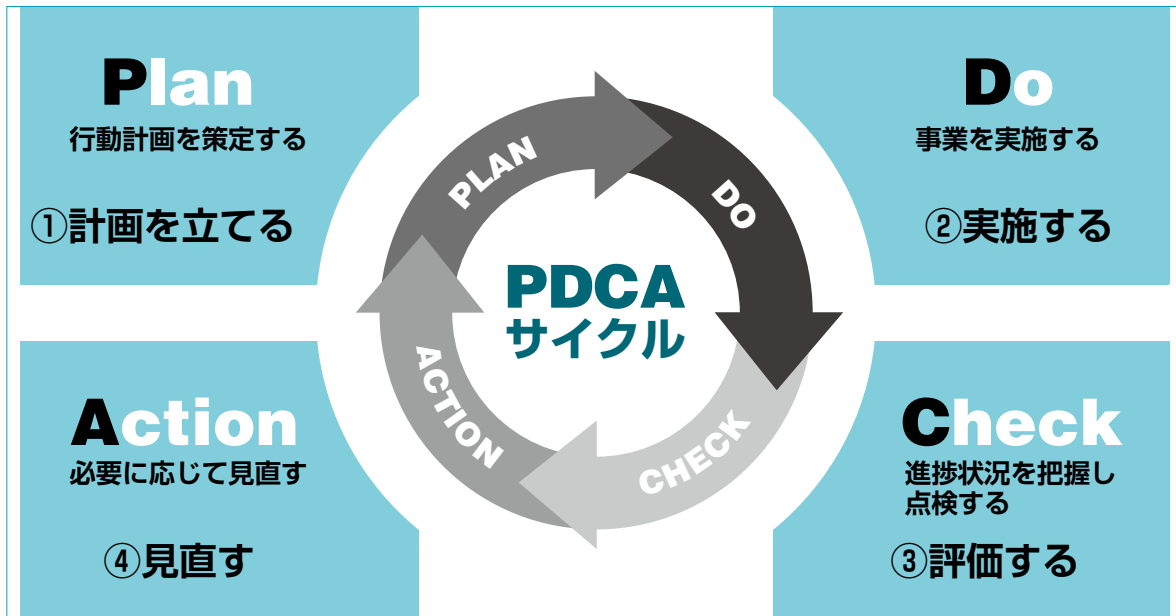 Plan
行動計画を策定する
①計画を立てる
Do
事業を実施する
②実施する
PLAN
DO
PDCA
サイクル
ACTION
CHECK
Action
必要に応じて見直す
④見直す
Check
進捗状況を把握し
点検する
③評価する